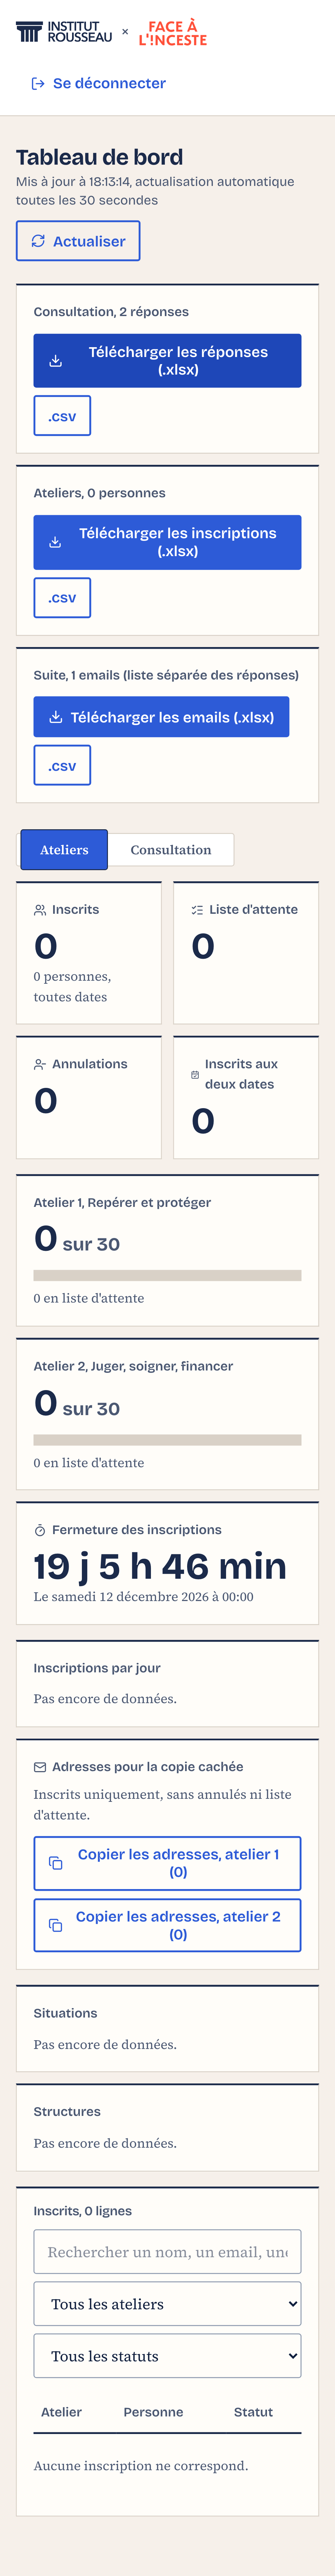 INSTITUT
ROUSSEAU
×
FACE À
L'INCESTE
Se déconnecter
Tableau de bord
Mis à jour à 18:13:14, actualisation automatique
toutes les 30 secondes
Actualiser
Consultation, 2 réponses
Télécharger les réponses
(.xlsx)
.csv
Ateliers, 0 personnes
Télécharger les inscriptions
(.xlsx)
.csv
Suite, 1 emails (liste séparée des réponses)
Télécharger les emails (.xlsx)
.csv
Ateliers
Consultation
Inscrits
0
0 personnes,
toutes dates
Liste d'attente
0
Annulations
0
Inscrits aux
deux dates
0
Atelier 1, Repérer et protéger
0 sur 30
0 en liste d'attente
Atelier 2, Juger, soigner, financer
0 sur 30
0 en liste d'attente
Fermeture des inscriptions
19 j 5 h 46 min
Le samedi 12 décembre 2026 à 00:00
Inscriptions par jour
Pas encore de données.
Adresses pour la copie cachée
Inscrits uniquement, sans annulés ni liste
d'attente.
Copier les adresses, atelier 1
(0)
Copier les adresses, atelier 2
(0)
Situations
Pas encore de données.
Structures
Pas encore de données.
Inscrits, 0 lignes
Rechercher un nom, un email, une
Tous les ateliers
Tous les statuts
Atelier Personne Statut
Aucune inscription ne correspond.